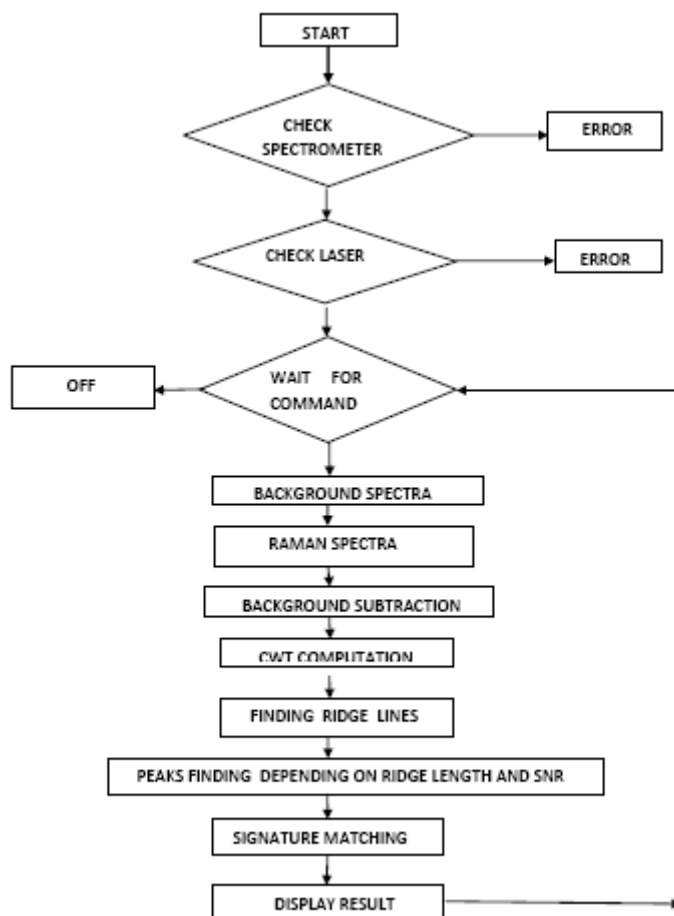 START
CHECK
SPECTROMETER
ERROR
CHECK LASER
ERROR
OFF
WAIT FOR
COMMAND
BACKGROUND SPECTRA
RAMAN SPECTRA
BACKGROUND SUBTRACTION
CWT COMPUTATION
FINDING RIDGE LINES
PEAKS FINDING DEPENDING ON RIDGE LENGTH AND SNR
SIGNATURE MATCHING
DISPLAY RESULT